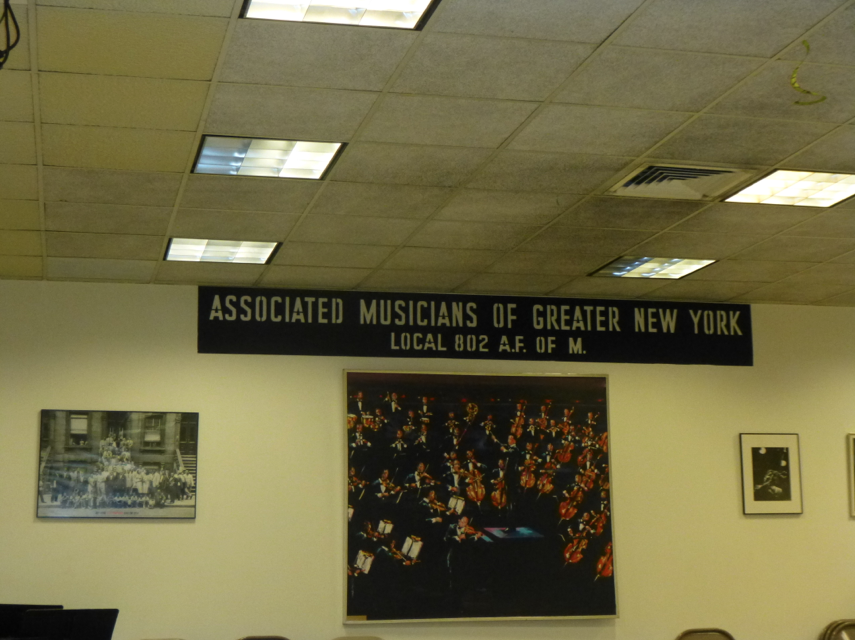 ASSOCIATED MUSICIANS OF GREATER NEW YORK
LOCAL 802 A.F. OF M.